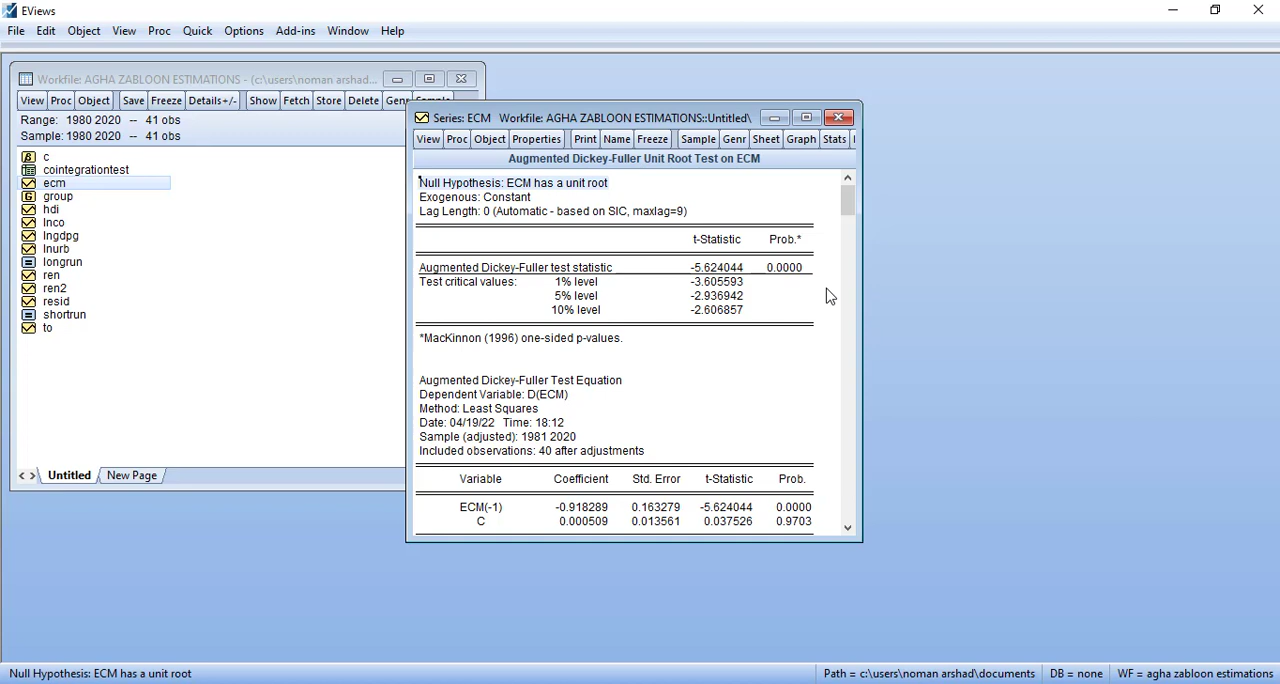 EViews
File Edit Object View Proc Quick Options Add-ins Window Help
Workfile: AGHA ZABLOON ESTIMATIONS - (c:\users\noman arshad...
View Proc Object Save Freeze Details+/- Show Fetch Store Delete Genr
Range: 1980 2020 -- 41 obs
Sample: 1980 2020 -- 41 obs
c
cointegrationtest
ecm
group
hdi
lnco
lngdpg
lnurb
longrun
ren
ren2
resid
shortrun
to
Untitled New Page
Series: ECM Workfile: AGHA ZABLOON ESTIMATIONS::Untitled\
View Proc Object Properties Print Name Freeze Sample Genr Sheet Graph Stats
Augmented Dickey-Fuller Unit Root Test on ECM
Null Hypothesis: ECM has a unit root
Exogenous: Constant
Lag Length: 0 (Automatic - based on SIC, maxlag=9)
t-Statistic Prob.*
Augmented Dickey-Fuller test statistic -5.624044 0.0000
Test critical values: 1% level -3.605593
5% level -2.936942
10% level -2.606857
*MacKinnon (1996) one-sided p-values.
Augmented Dickey-Fuller Test Equation
Dependent Variable: D(ECM)
Method: Least Squares
Date: 04/19/22 Time: 18:12
Sample (adjusted): 1981 2020
Included observations: 40 after adjustments
Variable Coefficient Std. Error t-Statistic Prob.
ECM(-1) -0.918289 0.163279 -5.624044 0.0000
C 0.000509 0.013561 0.037526 0.9703
Null Hypothesis: ECM has a unit root
Path = c:\users\noman arshad\documents DB = none WF = agha zabloon estimations